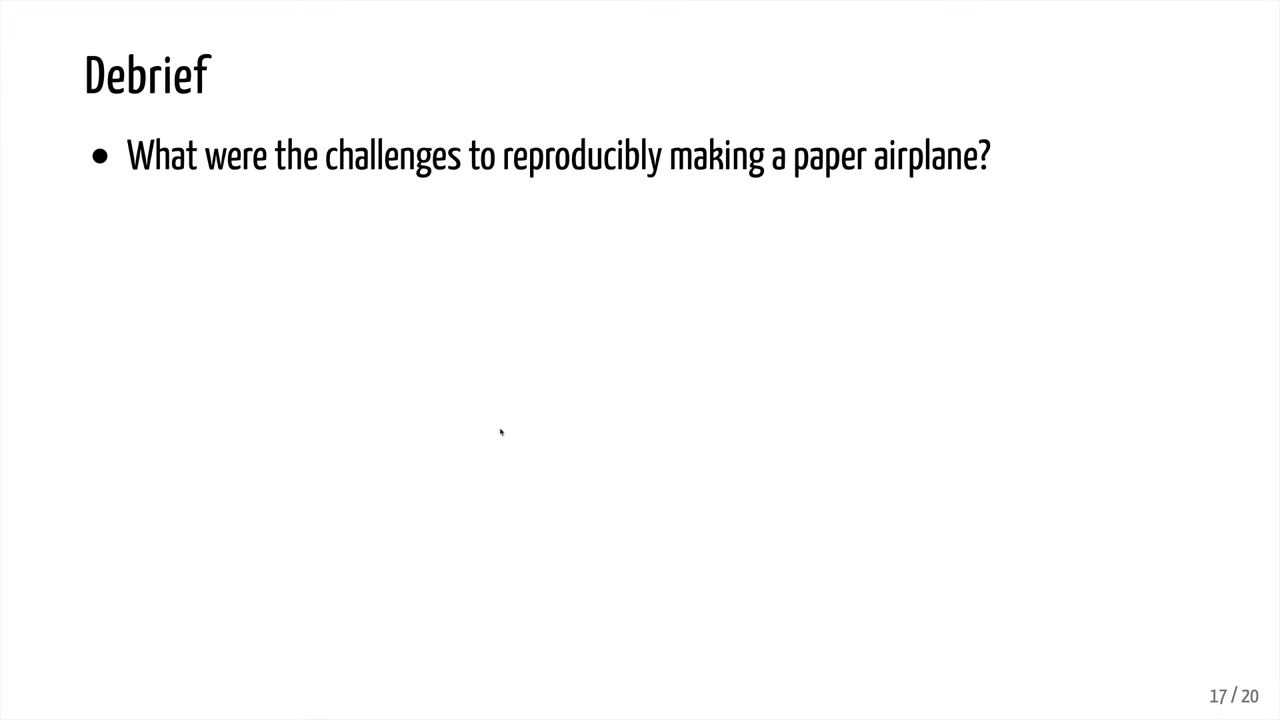 Debrief
• What were the challenges to reproducibly making a paper airplane?
17 / 20